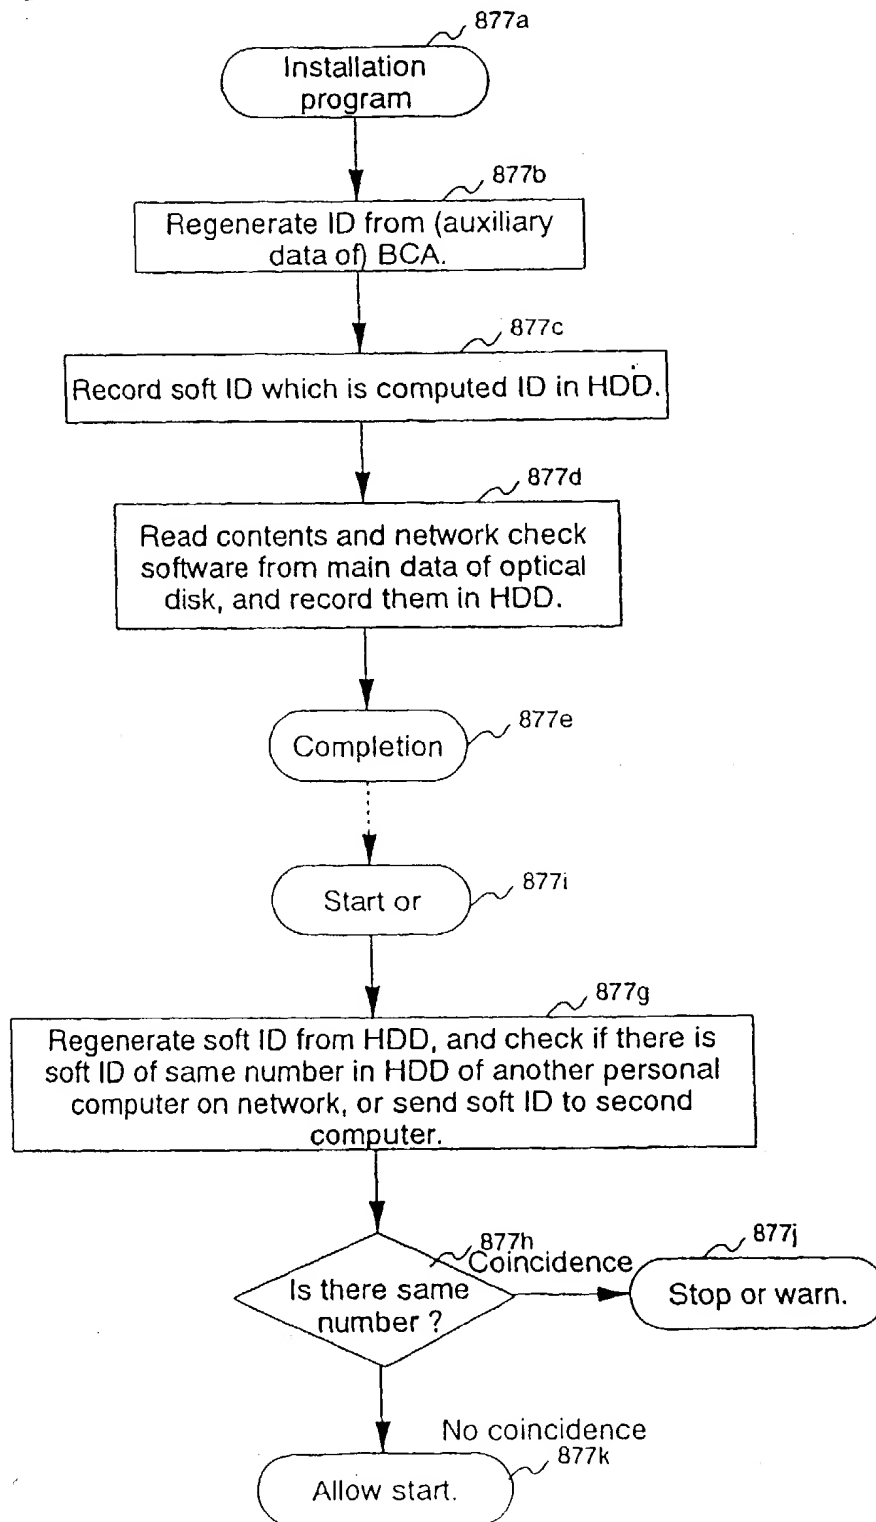 877a
Installation
program
877b
Regenerate ID from (auxiliary
data of) BCA.
877c
Record soft ID which is computed ID in HDD.
877d
Read contents and network check
software from main data of optical
disk, and record them in HDD.
877e
Completion
877i
Start or
877g
Regenerate soft ID from HDD, and check if there is
soft ID of same number in HDD of another personal
computer on network, or send soft ID to second
computer.
877h
Coincidence
877j
Is there same
number ?
Stop or warn.
No coincidence
877k
Allow start.